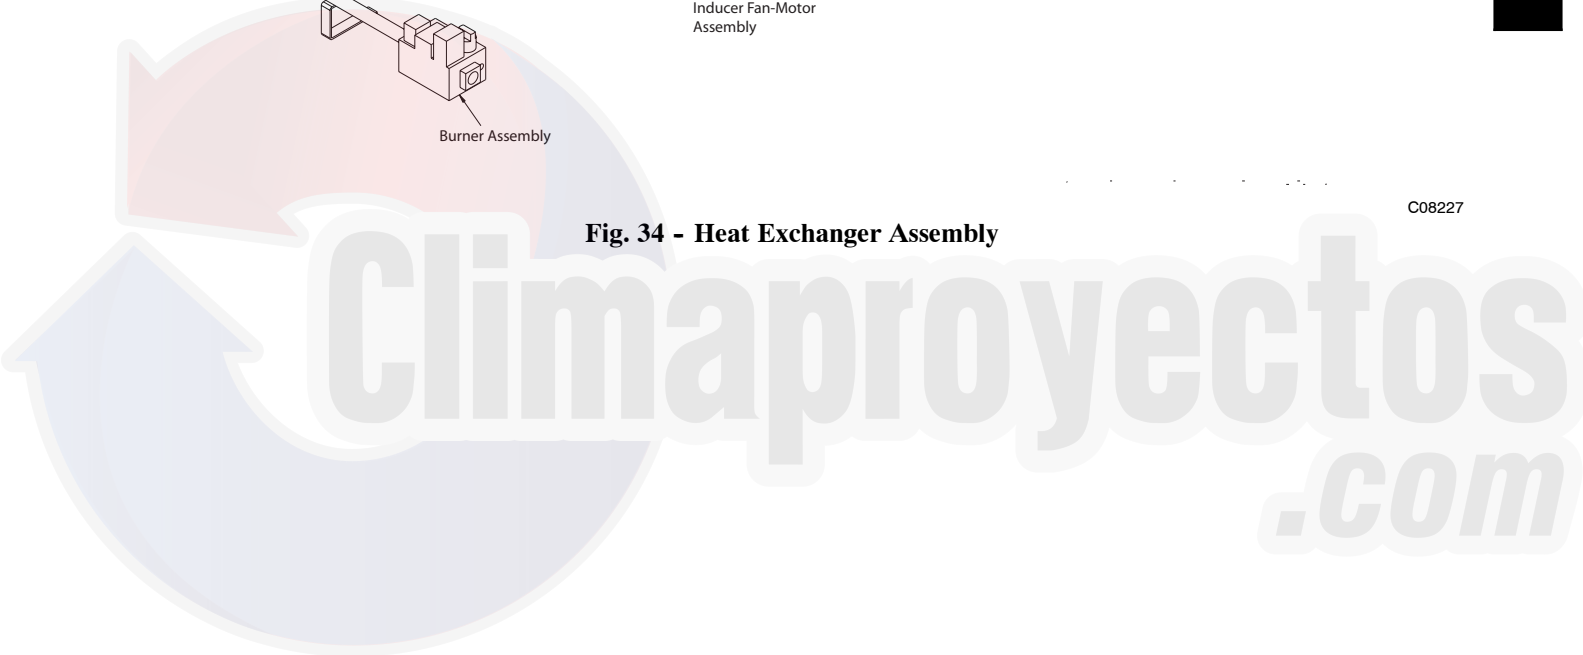 Inducer Fan-Motor
Assembly
Burner Assembly
C08227
Fig. 34 - Heat Exchanger Assembly
Climaproyectos
.com